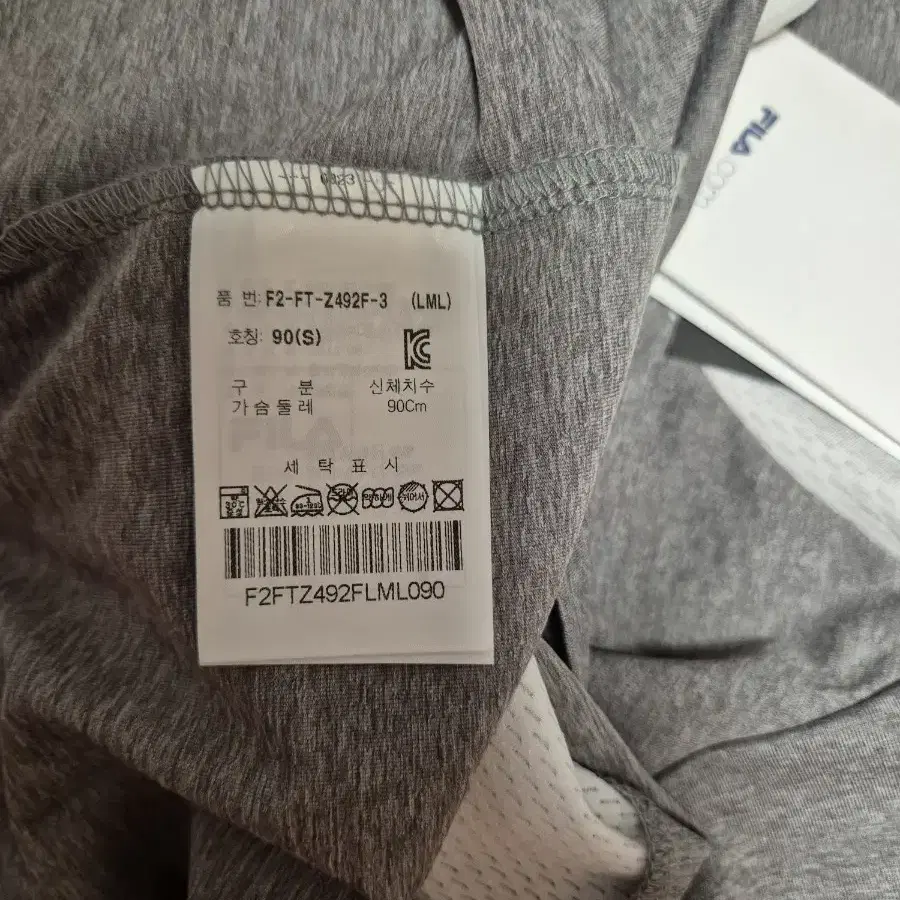 FILA.com
품 번: F2-FT-Z492F-3 (LML)
호칭: 90(S)
구 분 신체치수
가슴둘레 90Cm
세 탁 표 시
F2FTZ492FLML090